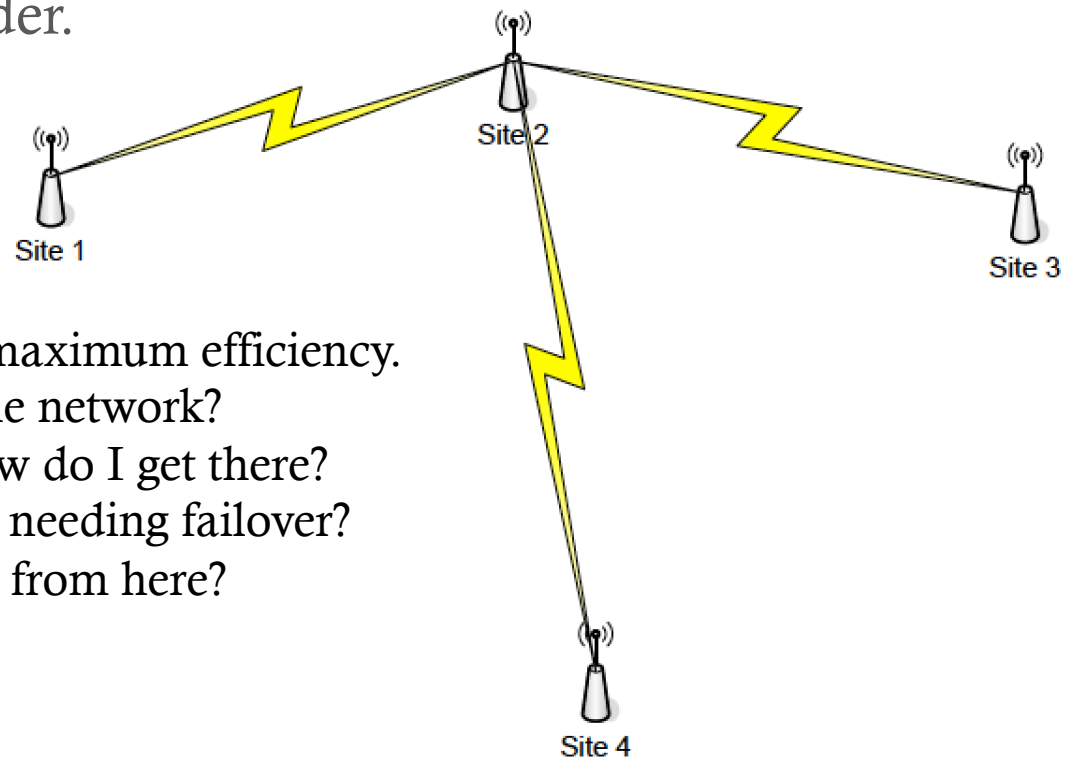 der.
Site 2
Site 1
Site 3
maximum efficiency.
e network?
w do I get there?
needing failover?
from here?
Site 4